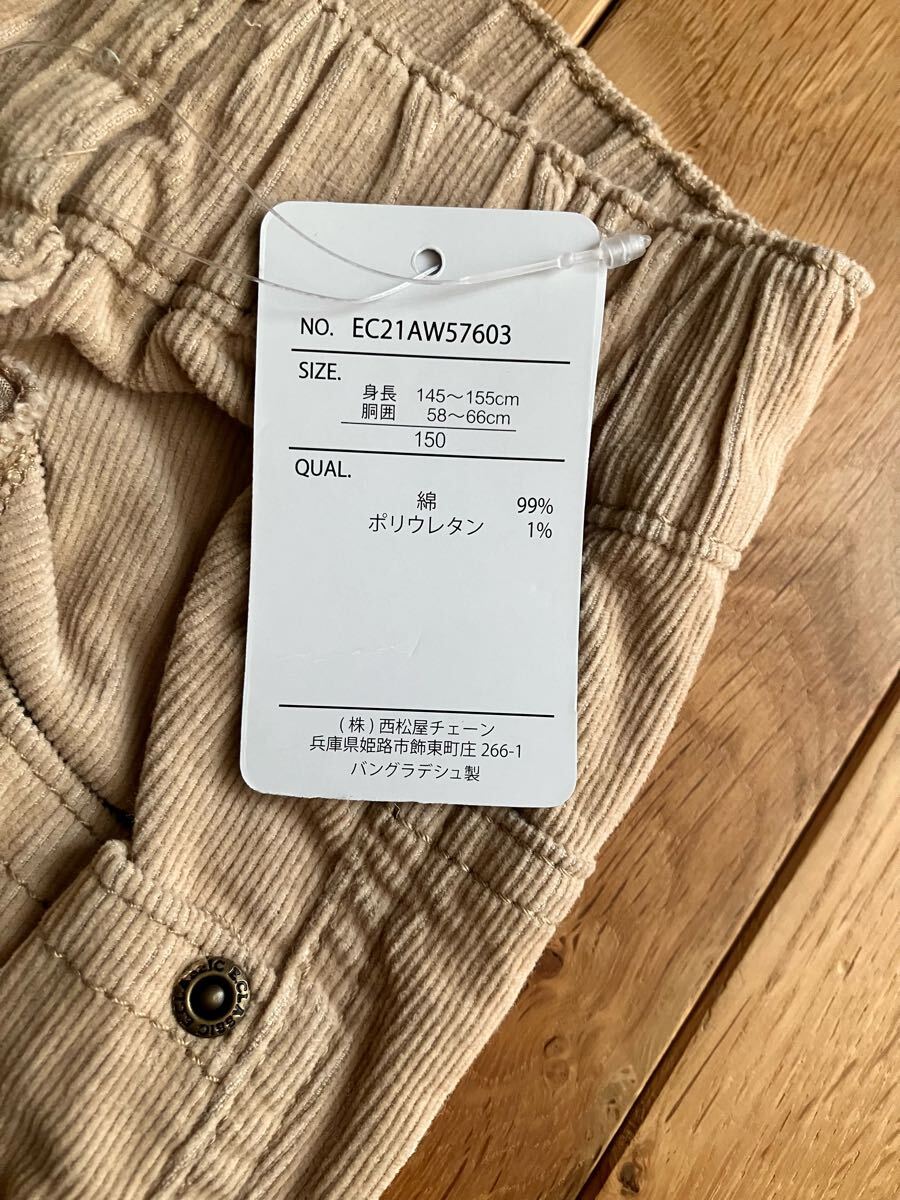 NO. EC21AW57603
SIZE.
身長 145～155cm
胴囲 58～66cm
150
QUAL.
綿 99%
ポリウレタン 1%
(株)西松屋チェーン
兵庫県姫路市飾東町庄 266-1
バングラデシュ製
ECLASSIC